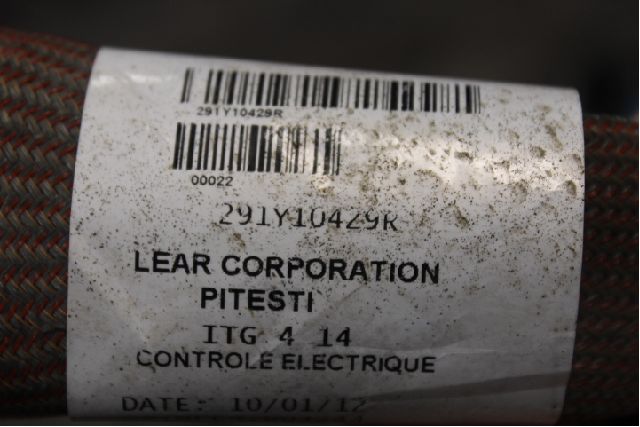 291Y10429R
00022
291Y10429R
LEAR CORPORATION
PITESTI
ITG 4 14
CONTROLE ELECTRIQUE
DATE: 10/01/12